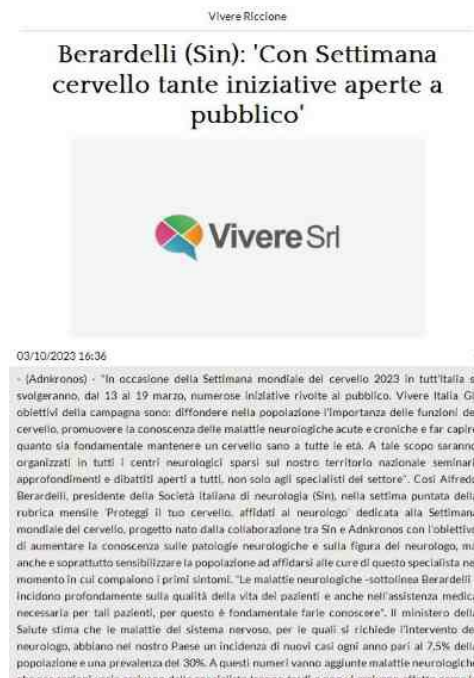 Vivere Riccione
Berardelli (Sin): 'Con Settimana
cervello tante iniziative aperte a
pubblico'
Vivere Srl
03/10/2023 16:36
- (Adnkronos) - "In occasione della Settimana mondiale del cervello 2023 in tutt'Italia s
svolgeranno, dal 13 al 19 marzo, numerose iniziative rivolte al pubblico. Vivere Italia Gl
obiettivi della campagna sono: diffondere nella popolazione l'importanza delle funzioni de
cervello, promuovere la conoscenza delle malattie neurologiche acute e croniche e far capire
quanto sia fondamentale mantenere un cervello sano a tutte le età. A tale scopo saranno
organizzati in tutti i centri neurologici sparsi sul nostro territorio nazionale seminari
approfondimenti e dibattiti aperti a tutti, non solo agli specialisti del settore". Così Alfredo
Berardelli, presidente della Società italiana di neurologia (Sin), nella settima puntata della
rubrica mensile 'Proteggi il tuo cervello, affidati al neurologo' dedicata alla Settimana
mondiale del cervello, progetto nato dalla collaborazione tra Sin e Adnkronos con l'obiettivo
di aumentare la conoscenza sulle patologie neurologiche e sulla figura del neurologo, ma
anche e soprattutto sensibilizzare la popolazione ad affidarsi alle cure di questo specialista ne
momento in cui compaiono i primi sintomi. "Le malattie neurologiche -sottolinea Berardelli
incidono profondamente sulla qualità della vita dei pazienti e anche nell'assistenza medica
necessaria per tali pazienti, per questo è fondamentale farle conoscere". Il ministero della
Salute stima che le malattie del sistema nervoso, per le quali si richiede l'intervento de
neurologo, abbiano nel nostro Paese un incidenza di nuovi casi ogni anno pari al 7,5% della
popolazione e una prevalenza del 30%. A questi numeri vanno aggiunte malattie neurologiche